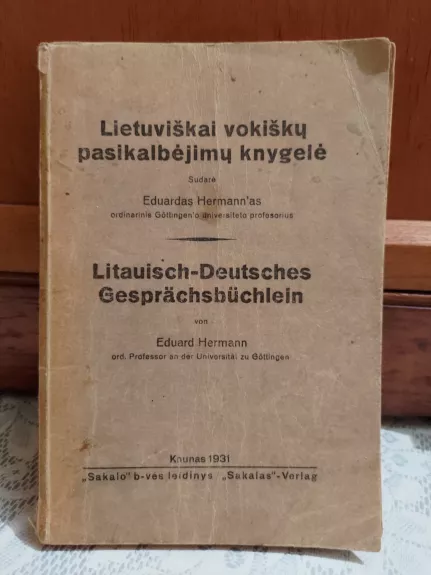 Lietuviškai vokiškų
pasikalbėjimų knygelė
Sudarė
Eduardas Hermann'as
ordinarinis Göttingen'o universiteto profesorius
Litauisch-Deutsches
Gesprächsbüchlein
von
Eduard Hermann
ord. Professor an der Universität zu Göttingen
Kaunas 1931
„Sakalo" b-vės leidinys „Sakalas"-Verlag